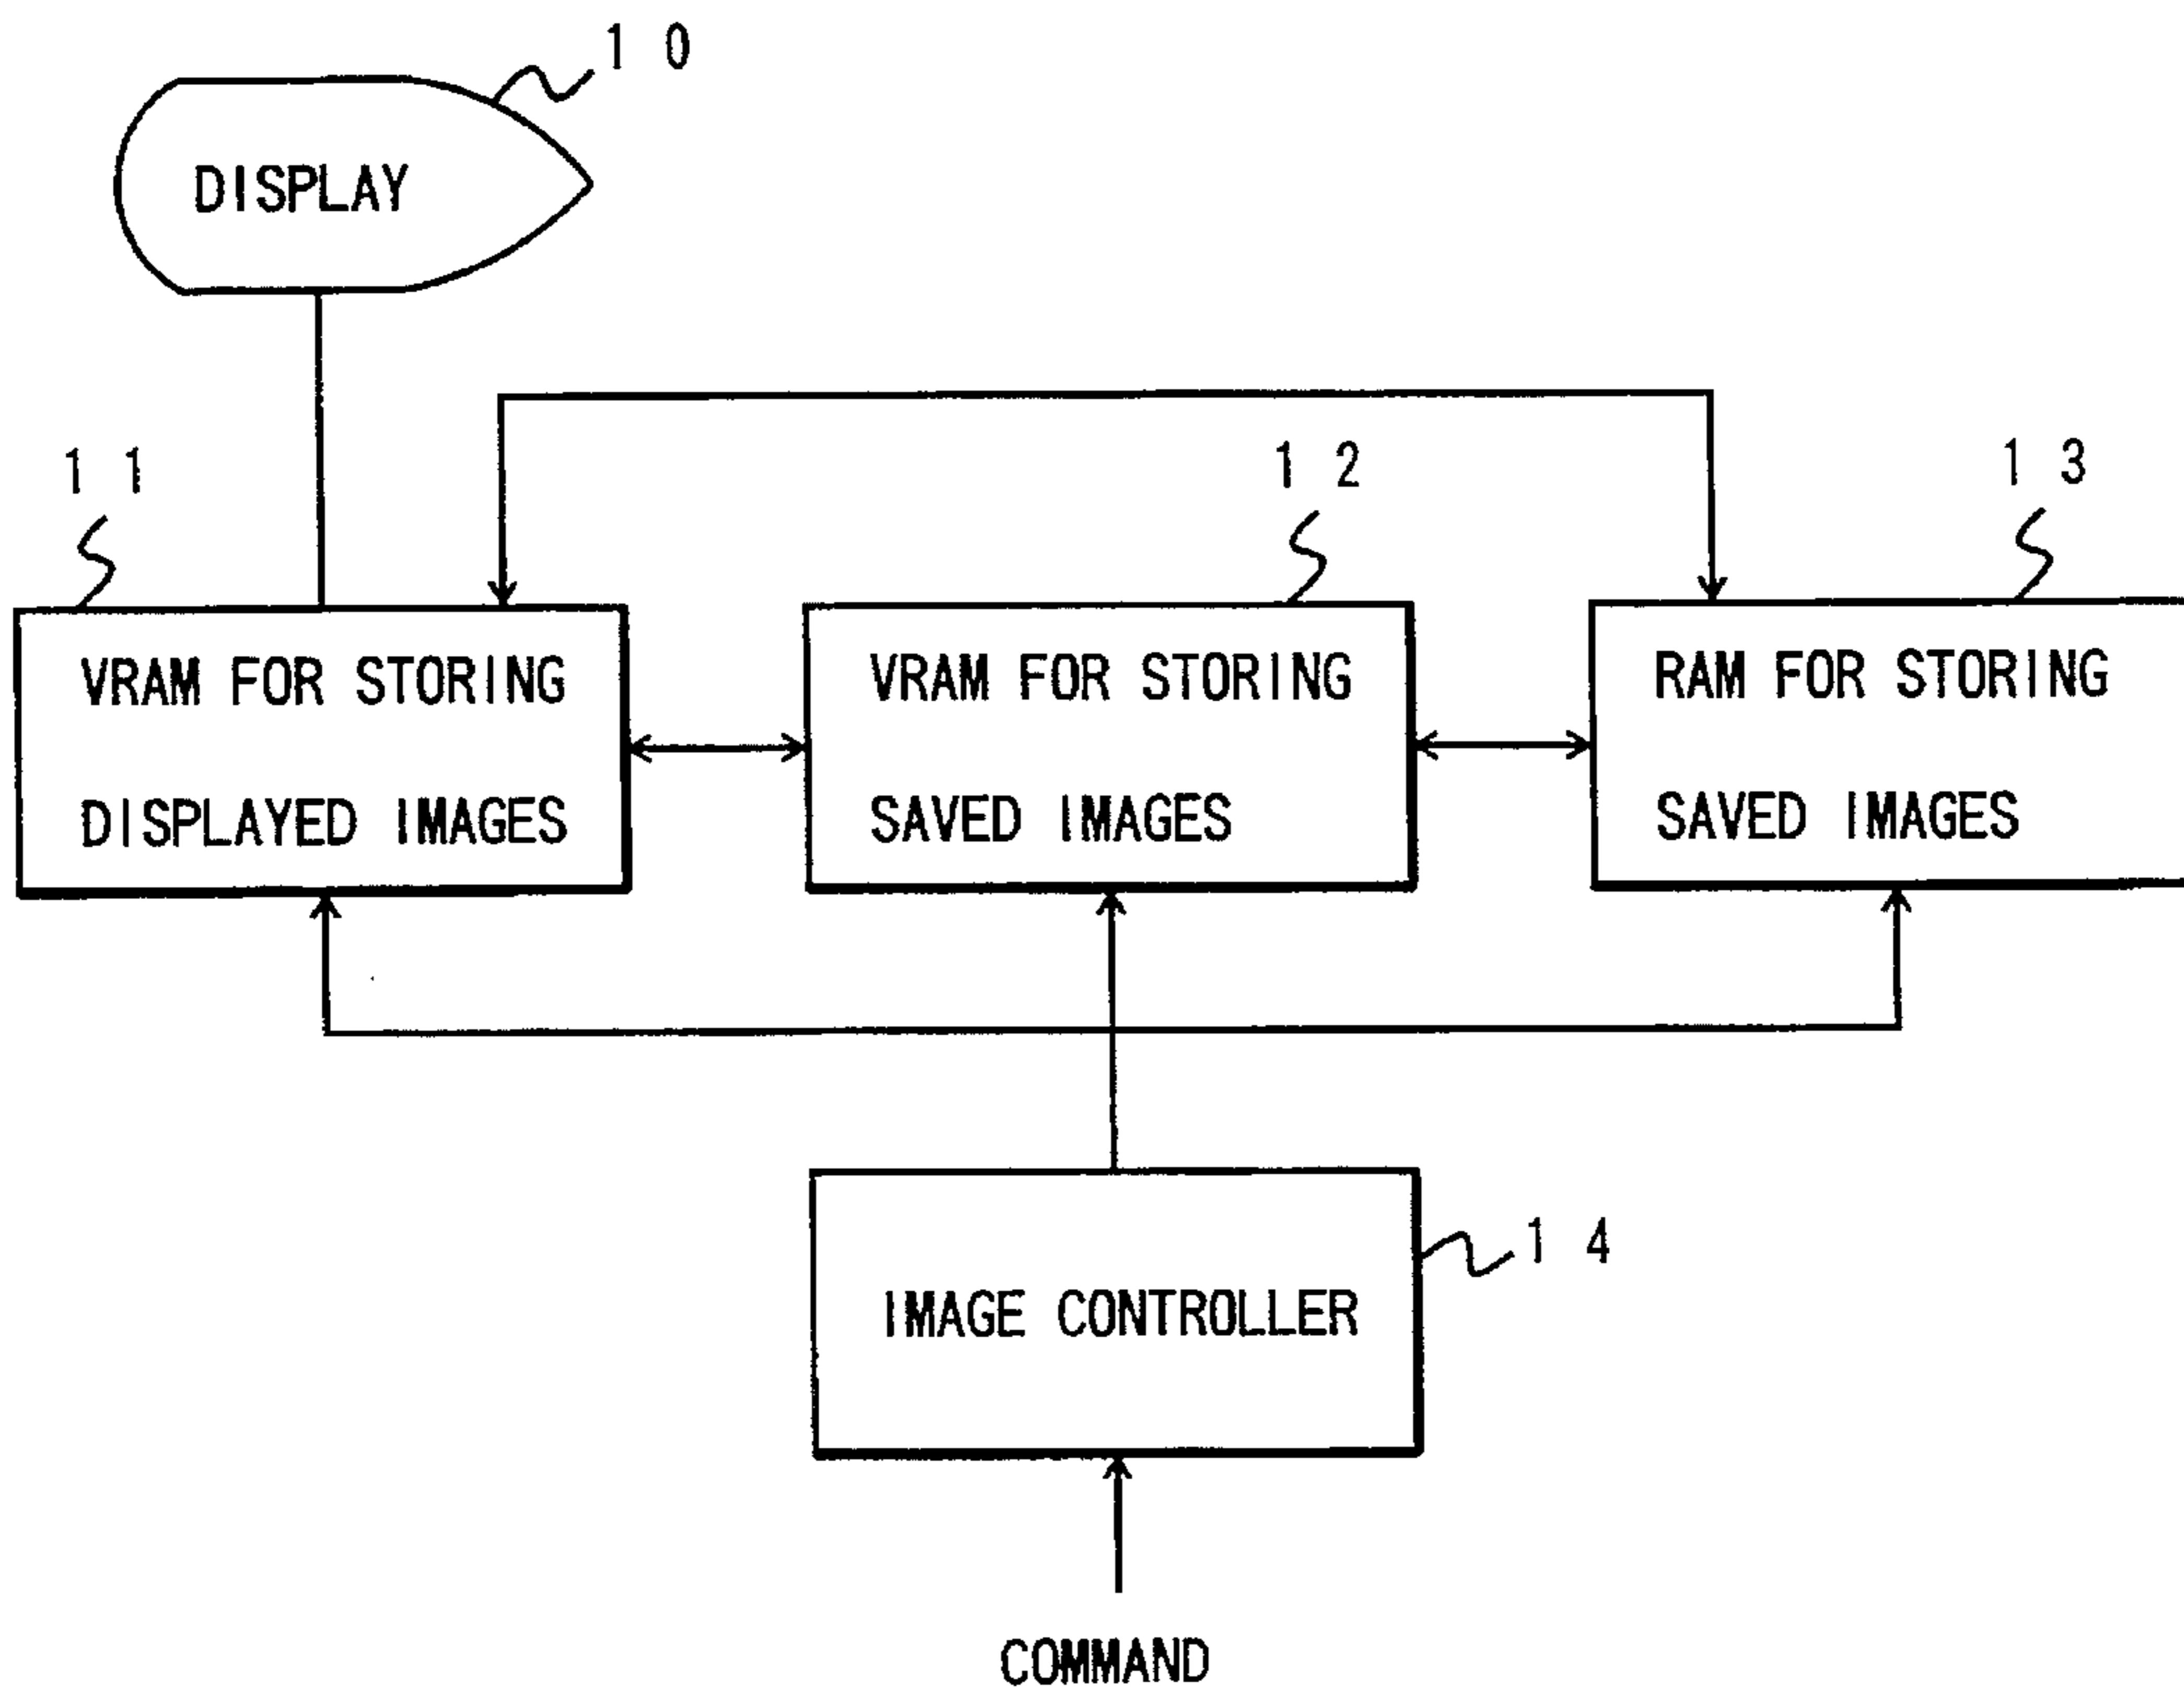 10
DISPLAY
11
12
13
VRAM FOR STORING
DISPLAYED IMAGES
VRAM FOR STORING
SAVED IMAGES
RAM FOR STORING
SAVED IMAGES
14
IMAGE CONTROLLER
COMMAND